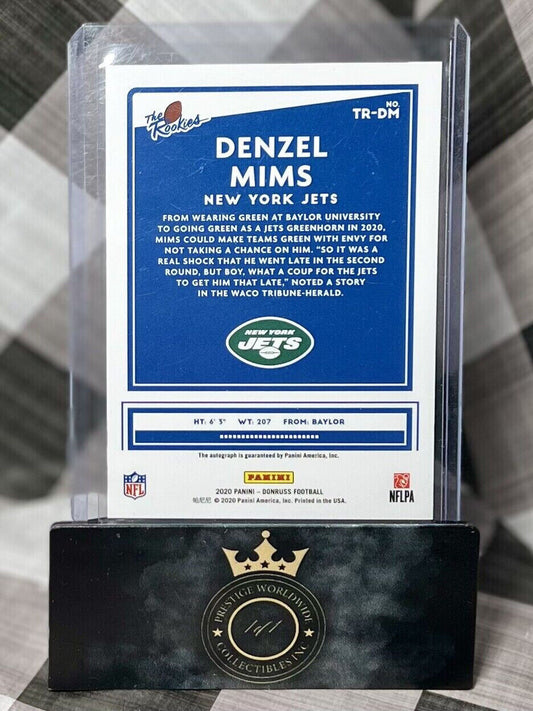 The
Rookies
NO.
TR-DM
DENZEL
MIMS
NEW YORK JETS
FROM WEARING GREEN AT BAYLOR UNIVERSITY
TO GOING GREEN AS A JETS GREENHORN IN 2020,
MIMS COULD MAKE TEAMS GREEN WITH ENVY FOR
NOT TAKING A CHANCE ON HIM. “SO IT WAS A
REAL SHOCK THAT HE WENT LATE IN THE SECOND
ROUND, BUT BOY, WHAT A COUP FOR THE JETS
TO GET HIM THAT LATE,” NOTED A STORY
IN THE WACO TRIBUNE-HERALD.
NEW YORK
JETS
HT: 6' 3" WT: 207 FROM: BAYLOR
The autograph is guaranteed by Panini America, Inc.
NFL
PANINI
NFLPA
2020 PANINI – DONRUSS FOOTBALL
帕尼尼 © 2020 Panini America, Inc. Printed in the USA.
PRESTIGE WORLDWIDE
1of1
COLLECTIBLES INC